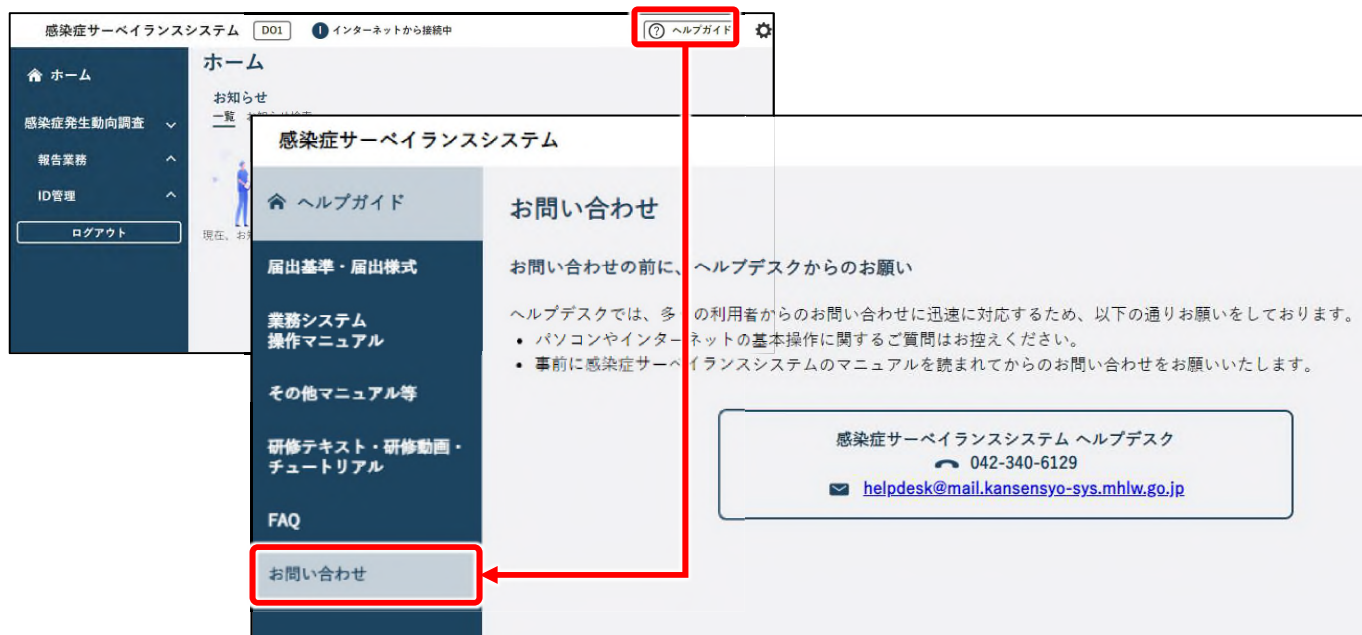 感染症サーベイランスシステム D01 インターネットから接続中 ヘルプガイド
ホーム
感染症発生動向調査
報告業務
ID管理
ログアウト
ホーム
お知らせ
一覧
現在、お
感染症サーベイランスシステム
ヘルプガイド
届出基準・届出様式
業務システム
操作マニュアル
その他マニュアル等
研修テキスト・研修動画・
チュートリアル
FAQ
お問い合わせ
お問い合わせ
お問い合わせの前に、ヘルプデスクからのお願い
ヘルプデスクでは、多 の利用者からのお問い合わせに迅速に対応するため、以下の通りお願いをしております。
• パソコンやインターネットの基本操作に関するご質問はお控えください。
• 事前に感染症サーベイランスシステムのマニュアルを読まれてからのお問い合わせをお願いいたします。
感染症サーベイランスシステム ヘルプデスク
042-340-6129
helpdesk@mail.kansensyo-sys.mhlw.go.jp